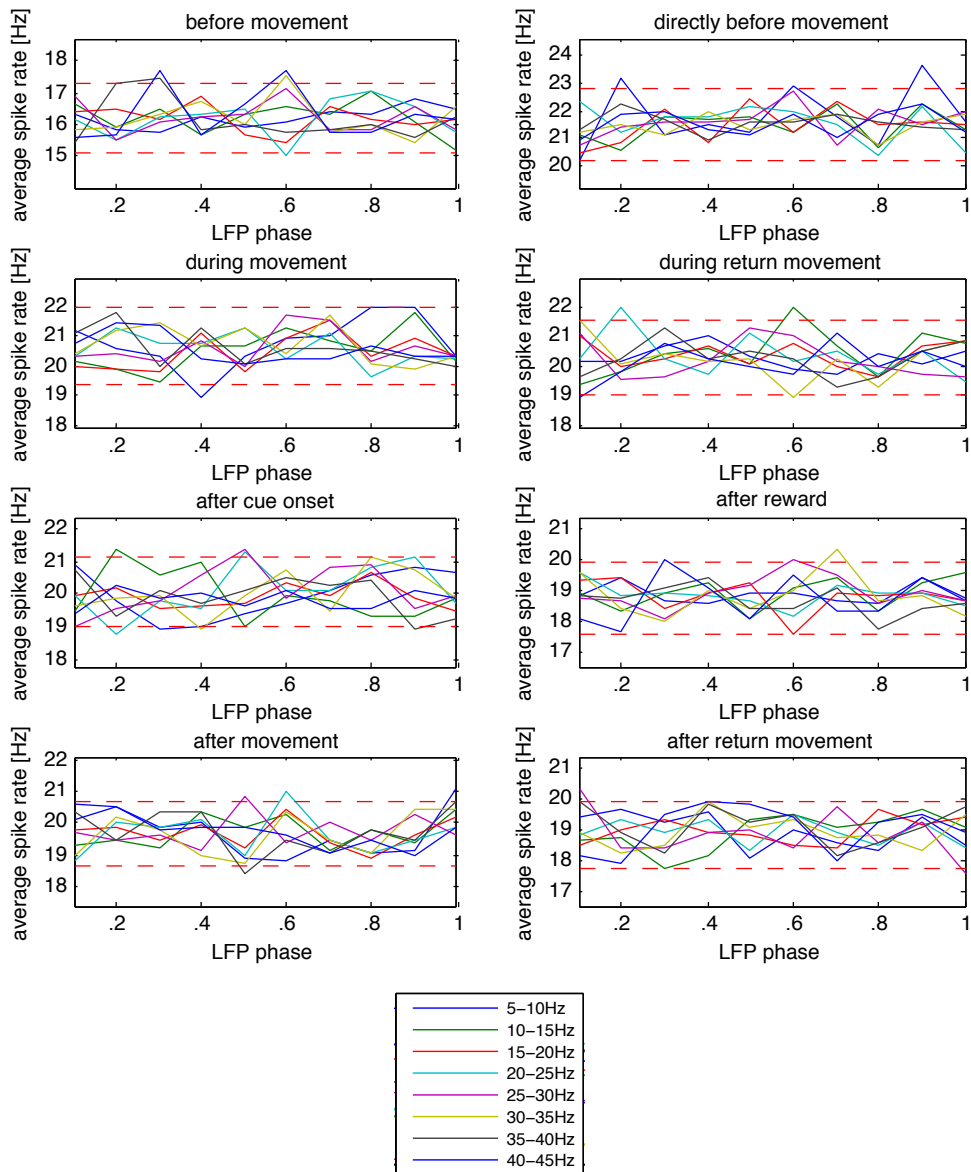 before movement
average spike rate [Hz]
18
17
16
15
.2
.4
.6
.8
1
LFP phase
directly before movement
average spike rate [Hz]
24
23
22
21
20
.2
.4
.6
.8
1
LFP phase
during movement
average spike rate [Hz]
22
21
20
19
18
.2
.4
.6
.8
1
LFP phase
during return movement
average spike rate [Hz]
22
21
20
19
18
.2
.4
.6
.8
1
LFP phase
after cue onset
average spike rate [Hz]
22
21
20
19
18
.2
.4
.6
.8
1
LFP phase
after reward
average spike rate [Hz]
21
20
19
18
17
.2
.4
.6
.8
1
LFP phase
after movement
average spike rate [Hz]
22
21
20
19
18
.2
.4
.6
.8
1
LFP phase
after return movement
average spike rate [Hz]
21
20
19
18
17
.2
.4
.6
.8
1
LFP phase
5−10Hz
10−15Hz
15−20Hz
20−25Hz
25−30Hz
30−35Hz
35−40Hz
40−45Hz